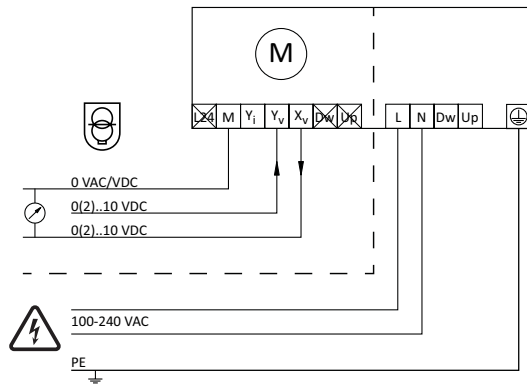 M
L24 M Yi Yv Xv Dw Up L N Dw Up
0 VAC/VDC
0(2)..10 VDC
0(2)..10 VDC
100-240 VAC
PE